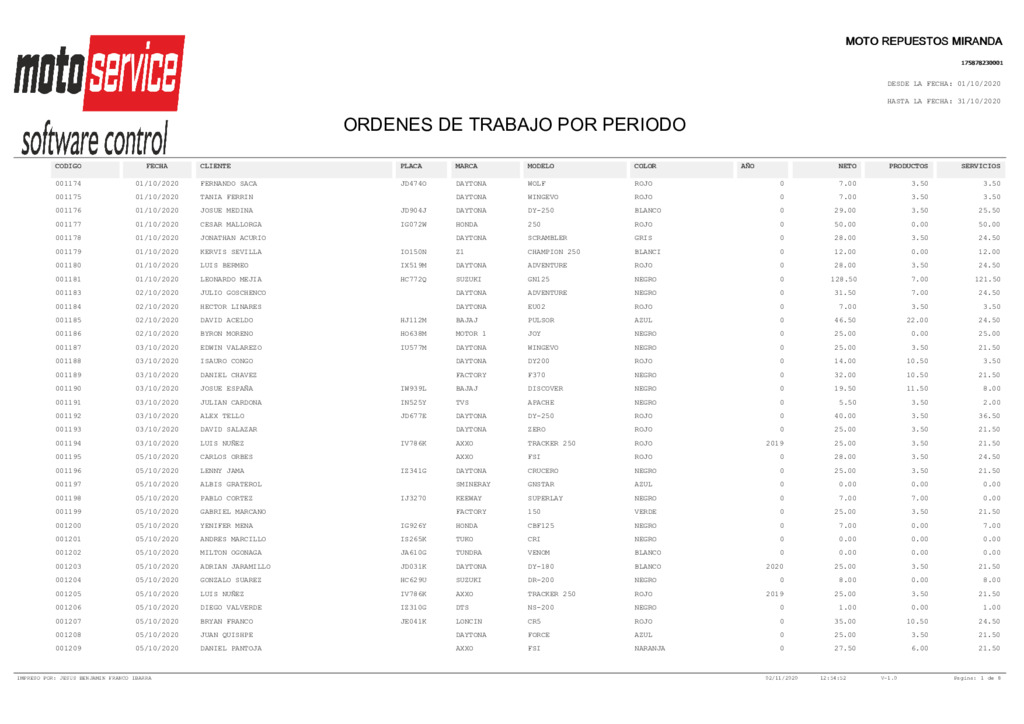 moto service
software control
MOTO REPUESTOS MIRANDA
175878230001
DESDE LA FECHA: 01/10/2020
HASTA LA FECHA: 31/10/2020
ORDENES DE TRABAJO POR PERIODO
CODIGO FECHA CLIENTE PLACA MARCA MODELO COLOR AÑO NETO PRODUCTOS SERVICIOS
001174 01/10/2020 FERNANDO SACA JD474O DAYTONA WOLF ROJO 0 7.00 3.50 3.50
001175 01/10/2020 TANIA FERRIN DAYTONA WINGEVO ROJO 0 7.00 3.50 3.50
001176 01/10/2020 JOSUE MEDINA JD904J DAYTONA DY-250 BLANCO 0 29.00 3.50 25.50
001177 01/10/2020 CESAR MALLORGA IG072W HONDA 250 ROJO 0 50.00 0.00 50.00
001178 01/10/2020 JONATHAN ACURIO DAYTONA SCRAMBLER GRIS 0 28.00 3.50 24.50
001179 01/10/2020 KERVIS SEVILLA IO150N Z1 CHAMPION 250 BLANCI 0 12.00 0.00 12.00
001180 01/10/2020 LUIS BERMEO IX519M DAYTONA ADVENTURE ROJO 0 28.00 3.50 24.50
001181 01/10/2020 LEONARDO MEJIA HC772Q SUZUKI GN125 NEGRO 0 128.50 7.00 121.50
001183 02/10/2020 JULIO GOSCHENCO DAYTONA ADVENTURE NEGRO 0 31.50 7.00 24.50
001184 02/10/2020 HECTOR LINARES DAYTONA EU02 ROJO 0 7.00 3.50 3.50
001185 02/10/2020 DAVID ACELDO HJ112M BAJAJ PULSOR AZUL 0 46.50 22.00 24.50
001186 02/10/2020 BYRON MORENO HO638M MOTOR 1 JOY NEGRO 0 25.00 0.00 25.00
001187 03/10/2020 EDWIN VALAREZO IU577M DAYTONA WINGEVO NEGRO 0 25.00 3.50 21.50
001188 03/10/2020 ISAURO CONGO DAYTONA DY200 ROJO 0 14.00 10.50 3.50
001189 03/10/2020 DANIEL CHAVEZ FACTORY F370 NEGRO 0 32.00 10.50 21.50
001190 03/10/2020 JOSUE ESPAÑA IW939L BAJAJ DISCOVER NEGRO 0 19.50 11.50 8.00
001191 03/10/2020 JULIAN CARDONA IN525Y TVS APACHE NEGRO 0 5.50 3.50 2.00
001192 03/10/2020 ALEX TELLO JD677E DAYTONA DY-250 ROJO 0 40.00 3.50 36.50
001193 03/10/2020 DAVID SALAZAR DAYTONA ZERO ROJO 0 25.00 3.50 21.50
001194 03/10/2020 LUIS NUÑEZ IV786K AXXO TRACKER 250 ROJO 2019 25.00 3.50 21.50
001195 05/10/2020 CARLOS ORBES AXXO FSI ROJO 0 28.00 3.50 24.50
001196 05/10/2020 LENNY JAMA IZ341G DAYTONA CRUCERO NEGRO 0 25.00 3.50 21.50
001197 05/10/2020 ALBIS GRATEROL SMINERAY GNSTAR AZUL 0 0.00 0.00 0.00
001198 05/10/2020 PABLO CORTEZ IJ3270 KEEWAY SUPERLAY NEGRO 0 7.00 7.00 0.00
001199 05/10/2020 GABRIEL MARCANO FACTORY 150 VERDE 0 25.00 3.50 21.50
001200 05/10/2020 YENIFER MENA IG926Y HONDA CBF125 NEGRO 0 7.00 0.00 7.00
001201 05/10/2020 ANDRES MARCILLO IS265K TUKO CRI NEGRO 0 0.00 0.00 0.00
001202 05/10/2020 MILTON OGONAGA JA610G TUNDRA VENOM BLANCO 0 0.00 0.00 0.00
001203 05/10/2020 ADRIAN JARAMILLO JD031K DAYTONA DY-180 BLANCO 2020 25.00 3.50 21.50
001204 05/10/2020 GONZALO SUAREZ HC629U SUZUKI DR-200 NEGRO 0 8.00 0.00 8.00
001205 05/10/2020 LUIS NUÑEZ IV786K AXXO TRACKER 250 ROJO 2019 25.00 3.50 21.50
001206 05/10/2020 DIEGO VALVERDE IZ310G DTS NS-200 NEGRO 0 1.00 0.00 1.00
001207 05/10/2020 BRYAN FRANCO JE041K LONCIN CR5 ROJO 0 35.00 10.50 24.50
001208 05/10/2020 JUAN QUISHPE DAYTONA FORCE AZUL 0 25.00 3.50 21.50
001209 05/10/2020 DANIEL PANTOJA AXXO FSI NARANJA 0 27.50 6.00 21.50
IMPRESO POR: JESUS BENJAMIN FRANCO IBARRA 02/11/2020 12:54:52 V-1.0 Pagina: 1 de 8